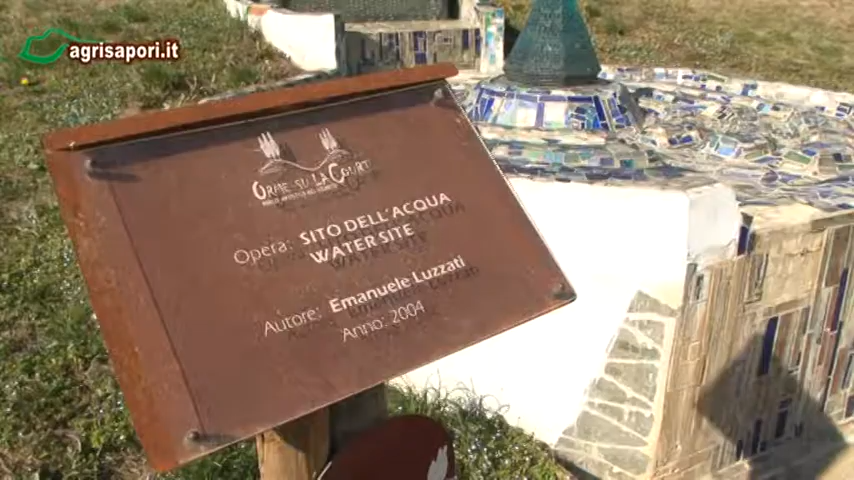 agrisapori.it
ORME SU LA COURT
Opera: SITO DELL'ACQUA
WATER SITE
Autore: Emanuele Luzzati
Anno: 2004